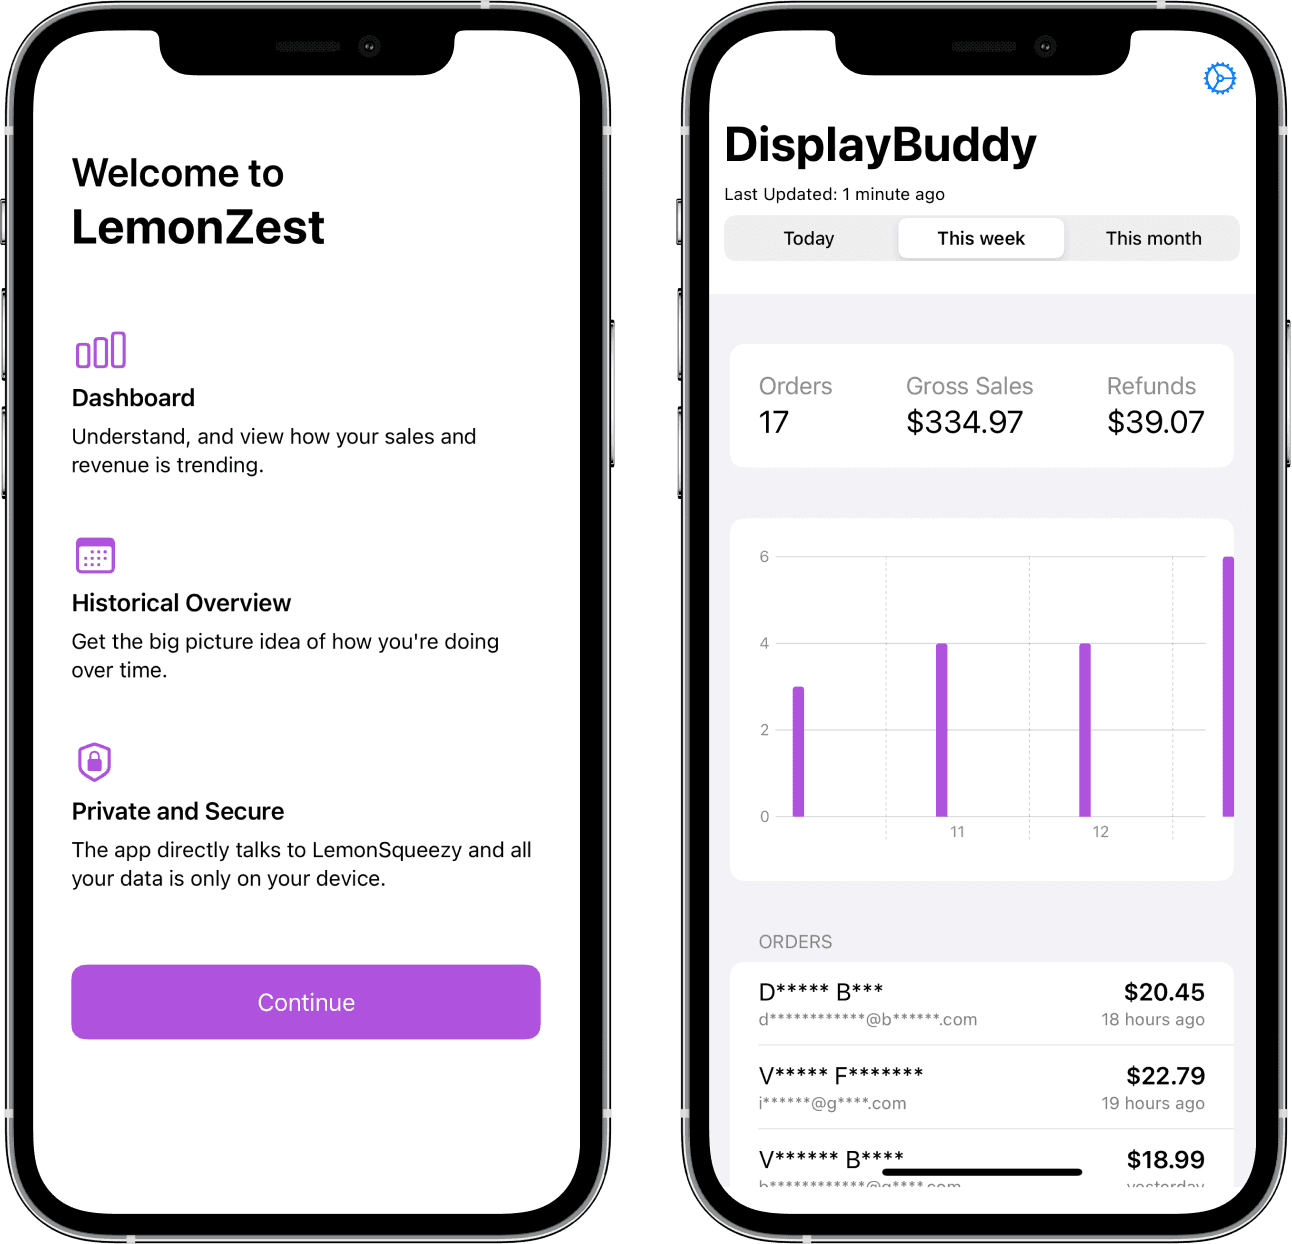 Welcome to
LemonZest
Dashboard
Understand, and view how your sales and
revenue is trending.
Historical Overview
Get the big picture idea of how you're doing
over time.
Private and Secure
The app directly talks to LemonSqueezy and all
your data is only on your device.
Continue
DisplayBuddy
Last Updated: 1 minute ago
Today This week This month
Orders Gross Sales Refunds
17 $334.97 $39.07
6
4
2
0
11 12
ORDERS
D***** B*** $20.45
d************@b******.com 18 hours ago
V***** F******* $22.79
i******@g****.com 19 hours ago
V****** B**** $18.99
yesterday